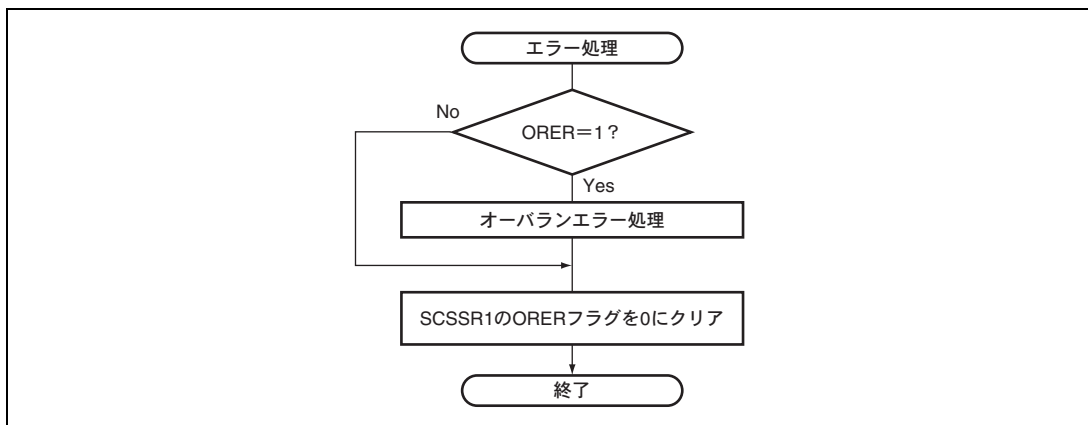 エラー処理
No
ORER＝1？
Yes
オーバランエラー処理
SCSSR1のORERフラグを0にクリア
終了